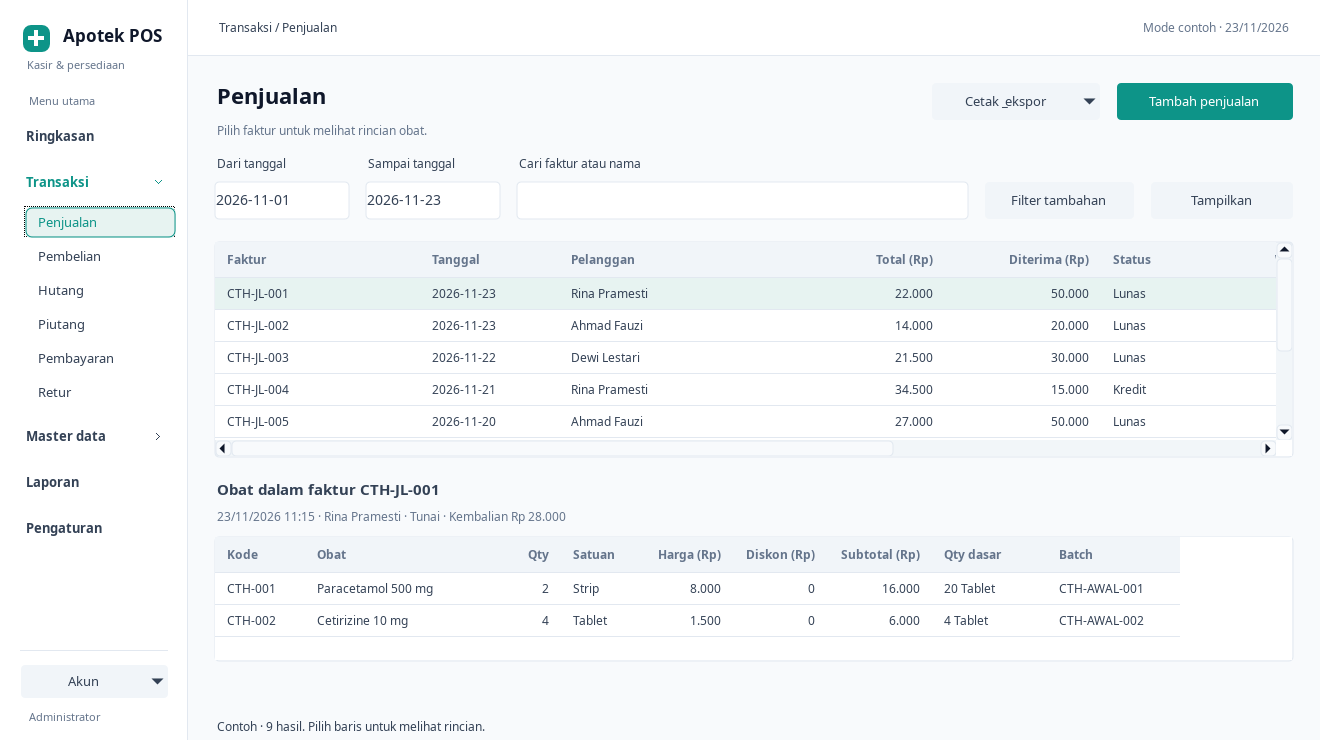 Apotek POS
Kasir & persediaan
Menu utama
Ringkasan
Transaksi
Penjualan
Pembelian
Hutang
Piutang
Pembayaran
Retur
Master data
Laporan
Pengaturan
Akun
Administrator
Transaksi / Penjualan
Mode contoh · 23/11/2026
Penjualan
Pilih faktur untuk melihat rincian obat.
Cetak _ekspor
Tambah penjualan
Dari tanggal Sampai tanggal Cari faktur atau nama
2026-11-01 2026-11-23 Filter tambahan Tampilkan
Faktur Tanggal Pelanggan Total (Rp) Diterima (Rp) Status
CTH-JL-001 2026-11-23 Rina Pramesti 22.000 50.000 Lunas
CTH-JL-002 2026-11-23 Ahmad Fauzi 14.000 20.000 Lunas
CTH-JL-003 2026-11-22 Dewi Lestari 21.500 30.000 Lunas
CTH-JL-004 2026-11-21 Rina Pramesti 34.500 15.000 Kredit
CTH-JL-005 2026-11-20 Ahmad Fauzi 27.000 50.000 Lunas
Obat dalam faktur CTH-JL-001
23/11/2026 11:15 · Rina Pramesti · Tunai · Kembalian Rp 28.000
Kode Obat Qty Satuan Harga (Rp) Diskon (Rp) Subtotal (Rp) Qty dasar Batch
CTH-001 Paracetamol 500 mg 2 Strip 8.000 0 16.000 20 Tablet CTH-AWAL-001
CTH-002 Cetirizine 10 mg 4 Tablet 1.500 0 6.000 4 Tablet CTH-AWAL-002
Contoh · 9 hasil. Pilih baris untuk melihat rincian.